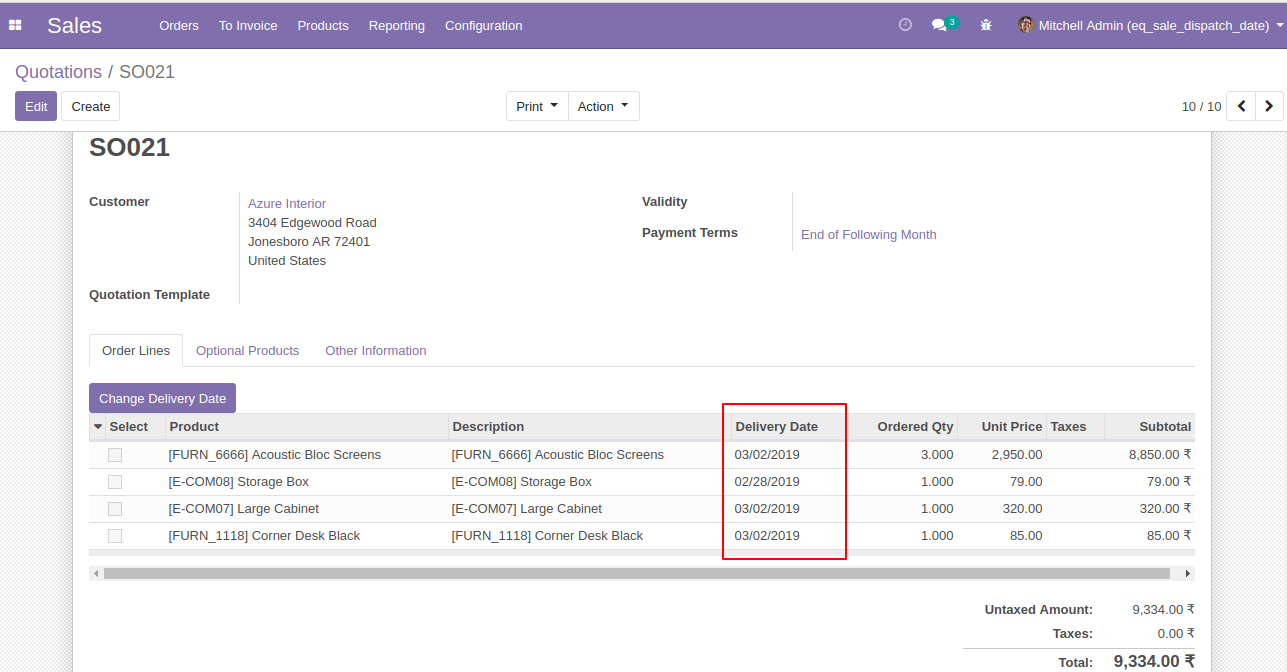 Sales Orders To Invoice Products Reporting Configuration 3 Mitchell Admin (eq_sale_dispatch_date)
Quotations / SO021
Edit Create Print Action 10 / 10
SO021
Customer Azure Interior Validity
3404 Edgewood Road
Payment Terms End of Following Month
Jonesboro AR 72401
United States
Quotation Template
Order Lines Optional Products Other Information
Change Delivery Date
Select Product Description Delivery Date Ordered Qty Unit Price Taxes Subtotal
[FURN_6666] Acoustic Bloc Screens [FURN_6666] Acoustic Bloc Screens 03/02/2019 3.000 2,950.00 8,850.00 ₹
[E-COM08] Storage Box [E-COM08] Storage Box 02/28/2019 1.000 79.00 79.00 ₹
[E-COM07] Large Cabinet [E-COM07] Large Cabinet 03/02/2019 1.000 320.00 320.00 ₹
[FURN_1118] Corner Desk Black [FURN_1118] Corner Desk Black 03/02/2019 1.000 85.00 85.00 ₹
Untaxed Amount: 9,334.00 ₹
Taxes: 0.00 ₹
Total: 9,334.00 ₹